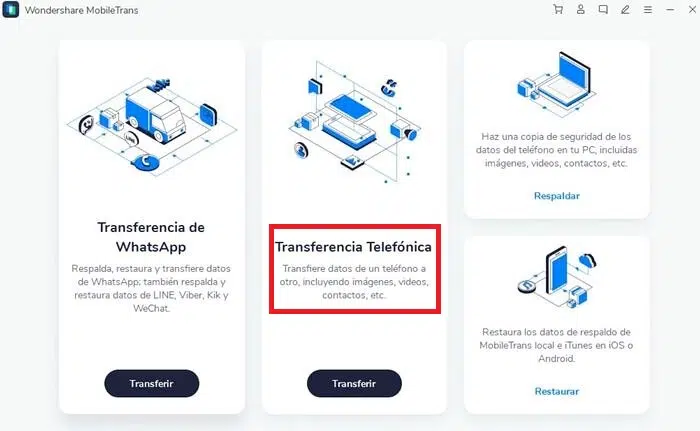 Wondershare MobileTrans
Transferencia de
WhatsApp
Respalda, restaura y transfiere datos
de WhatsApp; también respalda y
restaura datos de LINE, Viber, Kik y
WeChat.
Transferir
Transferencia Telefónica
Transfiere datos de un teléfono a
otro, incluyendo imágenes, videos,
contactos, etc.
Transferir
Haz una copia de seguridad de los
datos del teléfono en tu PC, incluidas
imágenes, videos, contactos, etc.
Respaldar
Restaura los datos de respaldo de
MobileTrans local e iTunes en iOS o
Android.
Restaurar
LINE